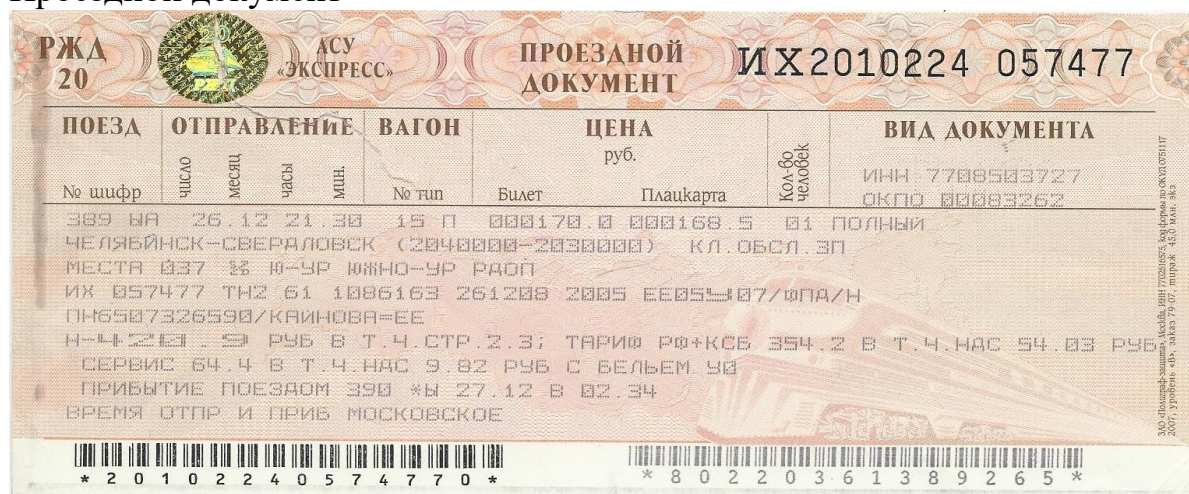 Проездной документ
РЖД 20
АСУ «ЭКСПРЕСС»
ПРОЕЗДНОЙ ДОКУМЕНТ
ИХ2010224 057477
ПОЕЗД ОТПРАВЛЕНИЕ ВАГОН ЦЕНА ВИД ДОКУМЕНТА
руб.
№ шифр число месяц часы мин. № тип Билет Плацкарта Кол-во человек
ИНН 7708503727
ОКПО 00083262
389 ЫА 26.12 21.30 15 П 000170.0 000168.5 01 ПОЛНЫЙ
ЧЕЛЯБИНСК-СВЕРДЛОВСК (2040000-2030000) КЛ.ОБСЛ.ЗП
МЕСТА 037 Ю-УР ЮЖНО-УР РДОП
ИХ 057477 ТН2 61 1086163 261208 2005 /ФПА/Н
ПН6507326590/КАИНОВА=ЕЕ
Н-420.9 РУБ В Т.Ч.СТР.2.3; ТАРИФ РФ+КСБ 354.2 В Т.Ч.НДС 54.03 РУБ
СЕРВИС 64.4 В Т.Ч.НДС 9.82 РУБ С БЕЛЬЕМ У0
ПРИБЫТИЕ ПОЕЗДОМ 390 *Ы 27.12 В 02.34
ВРЕМЯ ОТПР И ПРИБ МОСКОВСКОЕ
* 2 0 1 0 2 2 4 0 5 7 4 7 7 0 *
* 8 0 2 2 0 3 6 1 3 8 9 2 6 5 *